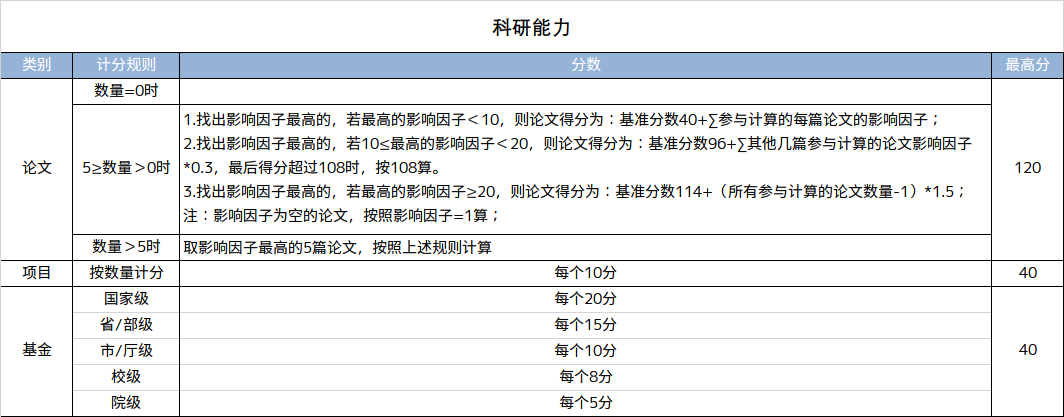 科研能力
类别 计分规则 分数 最高分
数量=0时
论文 5≥数量＞0时 120
1.找出影响因子最高的，若最高的影响因子＜10，则论文得分为：基准分数40+∑参与计算的每篇论文的影响因子；
2.找出影响因子最高的，若10≤最高的影响因子＜20，则论文得分为：基准分数96+∑其他几篇参与计算的论文影响因子
*0.3，最后得分超过108时，按108算。
3.找出影响因子最高的，若最高的影响因子≥20，则论文得分为：基准分数114+（所有参与计算的论文数量-1）*1.5；
注：影响因子为空的论文，按照影响因子=1算；
数量＞5时 取影响因子最高的5篇论文，按照上述规则计算
项目 按数量计分 每个10分 40
国家级 每个20分
省/部级 每个15分
基金 市/厅级 每个10分 40
校级 每个8分
院级 每个5分